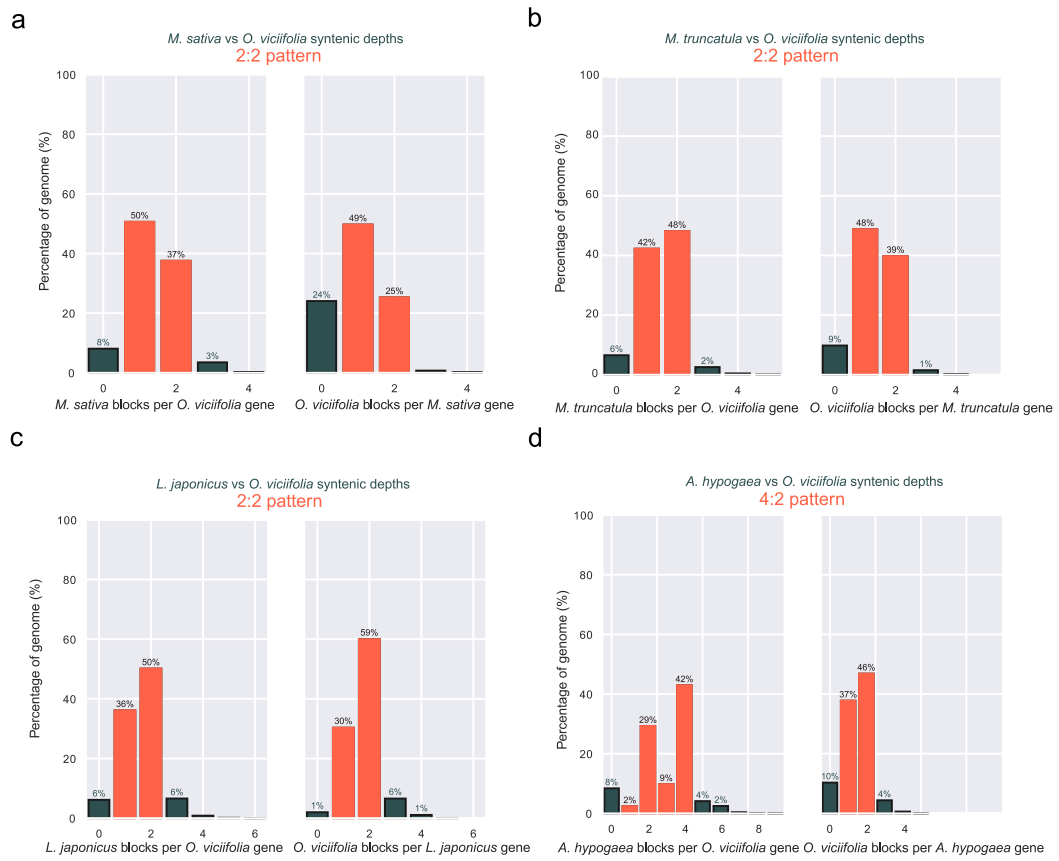 a
M. sativa vs O. viciifolia syntenic depths
2:2 pattern
Percentage of genome (%)
100
80
60
40
20
0
8%
50%
37%
3%
0 2 4
M. sativa blocks per O. viciifolia gene
24%
49%
25%
0 2 4
O. viciifolia blocks per M. sativa gene
b
M. truncatula vs O. viciifolia syntenic depths
2:2 pattern
Percentage of genome (%)
100
80
60
40
20
0
6%
42%
48%
2%
0 2 4
M. truncatula blocks per O. viciifolia gene
9%
48%
39%
1%
0 2 4
O. viciifolia blocks per M. truncatula gene
c
L. japonicus vs O. viciifolia syntenic depths
2:2 pattern
Percentage of genome (%)
100
80
60
40
20
0
6%
36%
50%
6%
0 2 4 6
L. japonicus blocks per O. viciifolia gene
1%
30%
59%
6%
1%
0 2 4 6
O. viciifolia blocks per L. japonicus gene
d
A. hypogaea vs O. viciifolia syntenic depths
4:2 pattern
Percentage of genome (%)
100
80
60
40
20
0
8%
2%
29%
9%
42%
4%
2%
0 2 4 6 8
A. hypogaea blocks per O. viciifolia gene
10%
37%
46%
4%
0 2 4
O. viciifolia blocks per A. hypogaea gene